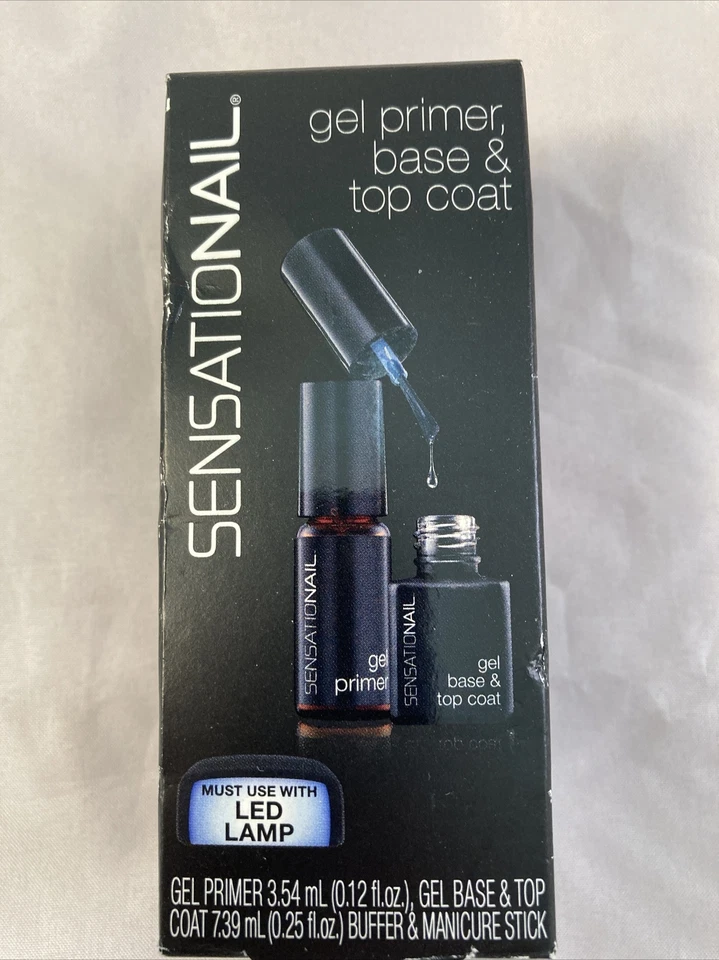 SENSATIONAIL®
gel primer,
base &
top coat
SENSATIONAIL
gel
primer
SENSATIONAIL
gel
base &
top coat
top coat
MUST USE WITH
LED
LAMP
GEL PRIMER 3.54 mL (0.12 fl.oz.), GEL BASE & TOP
COAT 7.39 mL (0.25 fl.oz.) BUFFER & MANICURE STICK